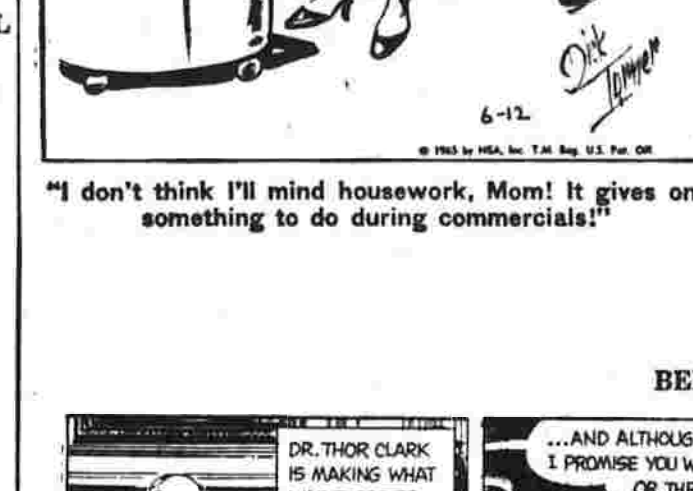 L
Dick
Turner
6-12
© 1965 by NEA, Inc. T.M. Reg. U.S. Pat. Off.
"I don't think I'll mind housework, Mom! It gives on
something to do during commercials!"
BE
DR. THOR CLARK
IS MAKING WHAT
...AND ALTHOUG
I PROMISE YOU W
OR THE